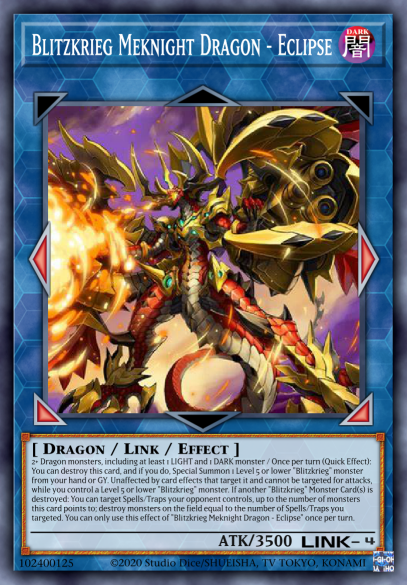 Blitzkrieg Meknight Dragon - Eclipse
DARK
闇
[ Dragon / Link / Effect ]
2+ Dragon monsters, including at least 1 LIGHT and 1 DARK monster / Once per turn (Quick Effect):
You can destroy this card, and if you do, Special Summon 1 Level 5 or lower "Blitzkrieg" monster
from your hand or GY. Unaffected by card effects that target it and cannot be targeted for attacks,
while you control a Level 5 or lower "Blitzkrieg" monster. If another "Blitzkrieg" Monster Card(s) is
destroyed: You can target Spells/Traps your opponent controls, up to the number of monsters
this card points to; destroy monsters on the field equal to the number of Spells/Traps you
targeted. You can only use this effect of "Blitzkrieg Meknight Dragon - Eclipse" once per turn.
ATK/3500 LINK-4
102400125 ©2020 Studio Dice/SHUEISHA, TV TOKYO, KONAMI